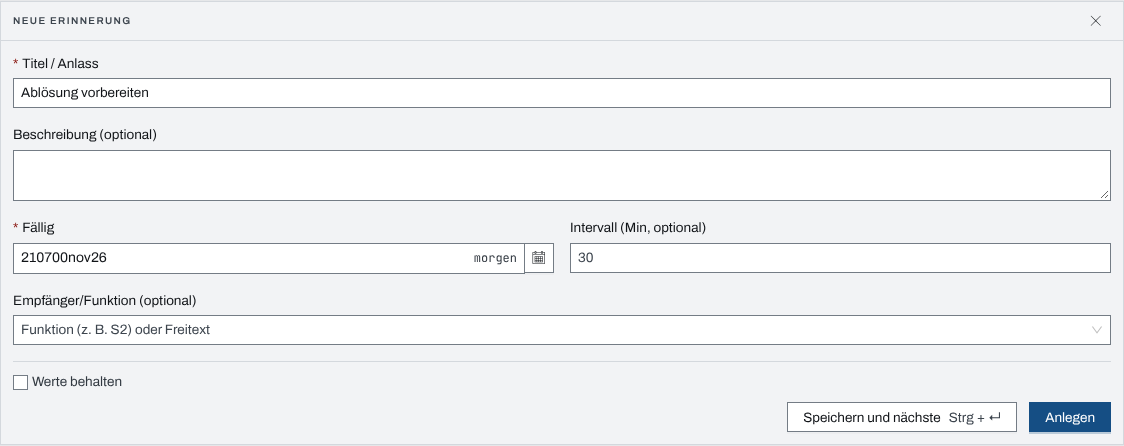 NEUE ERINNERUNG
* Titel / Anlass
Ablösung vorbereiten
Beschreibung (optional)
* Fällig
Intervall (Min, optional)
210700nov26 morgen
30
Empfänger/Funktion (optional)
Funktion (z. B. S2) oder Freitext
Werte behalten
Speichern und nächste Strg + ↵
Anlegen